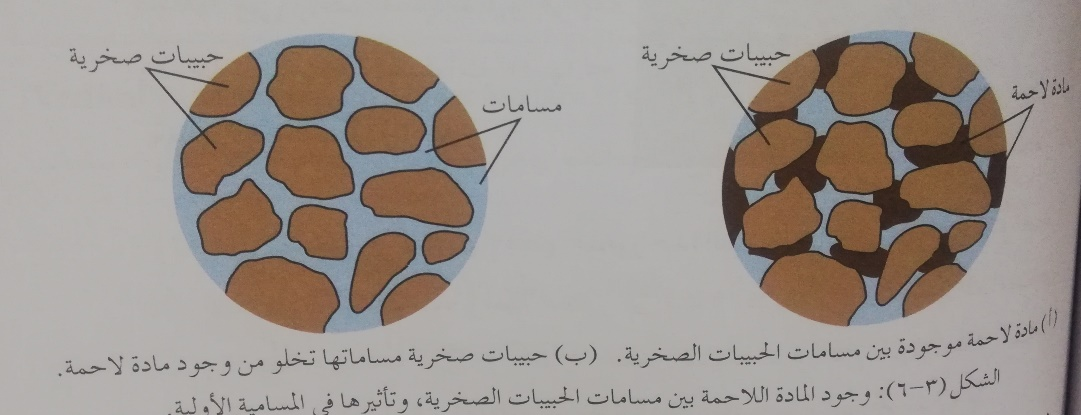 حبيبات صخرية
مادة لاحمة
حبيبات صخرية
مسامات
(أ) مادة لاحمة موجودة بين مسامات الحبيبات الصخرية. (ب) حبيبات صخرية مساماتها تخلو من وجود مادة لاحمة.
الشكل (٣-٦): وجود المادة اللاحمة بين مسامات الحبيبات الصخرية، وتأثيرها في المسامية الأولية.